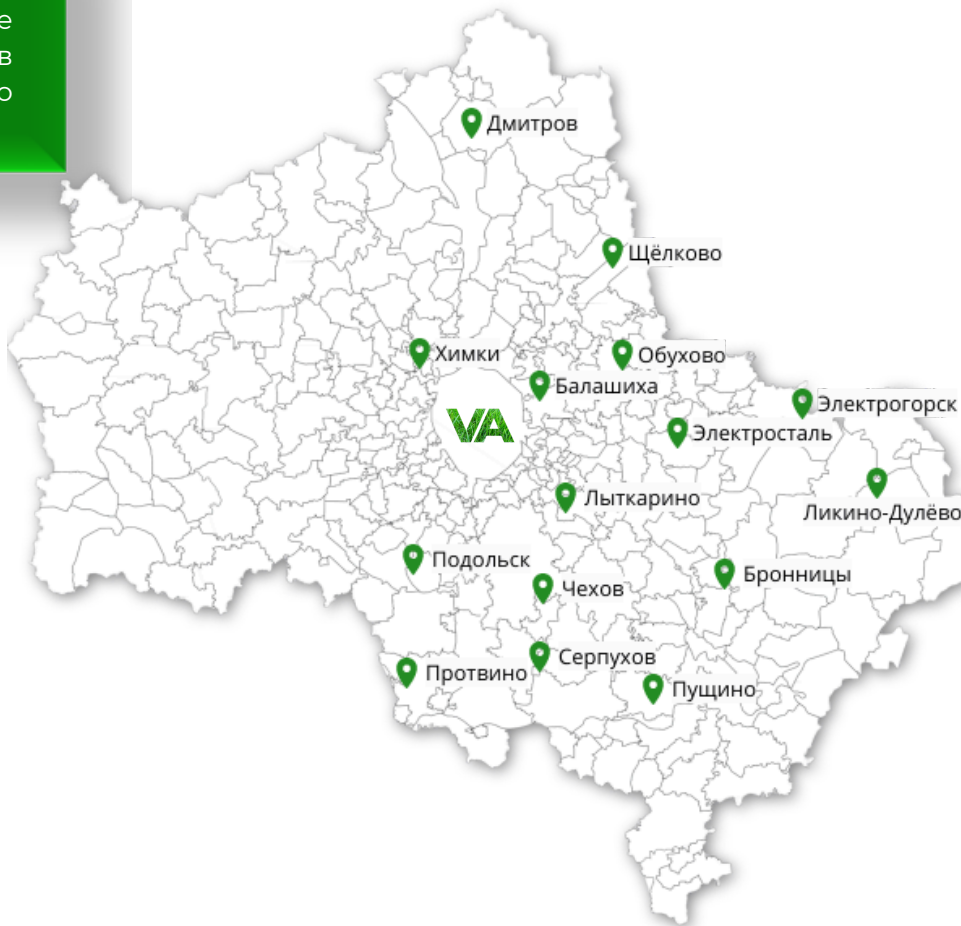 е
в
о
Дмитров
Щёлково
Химки
Обухово
Балашиха
Электрогорск
VA
Электросталь
Лыткарино
Ликино-Дулёво
Подольск
Бронницы
Чехов
Серпухов
Протвино
Пущино